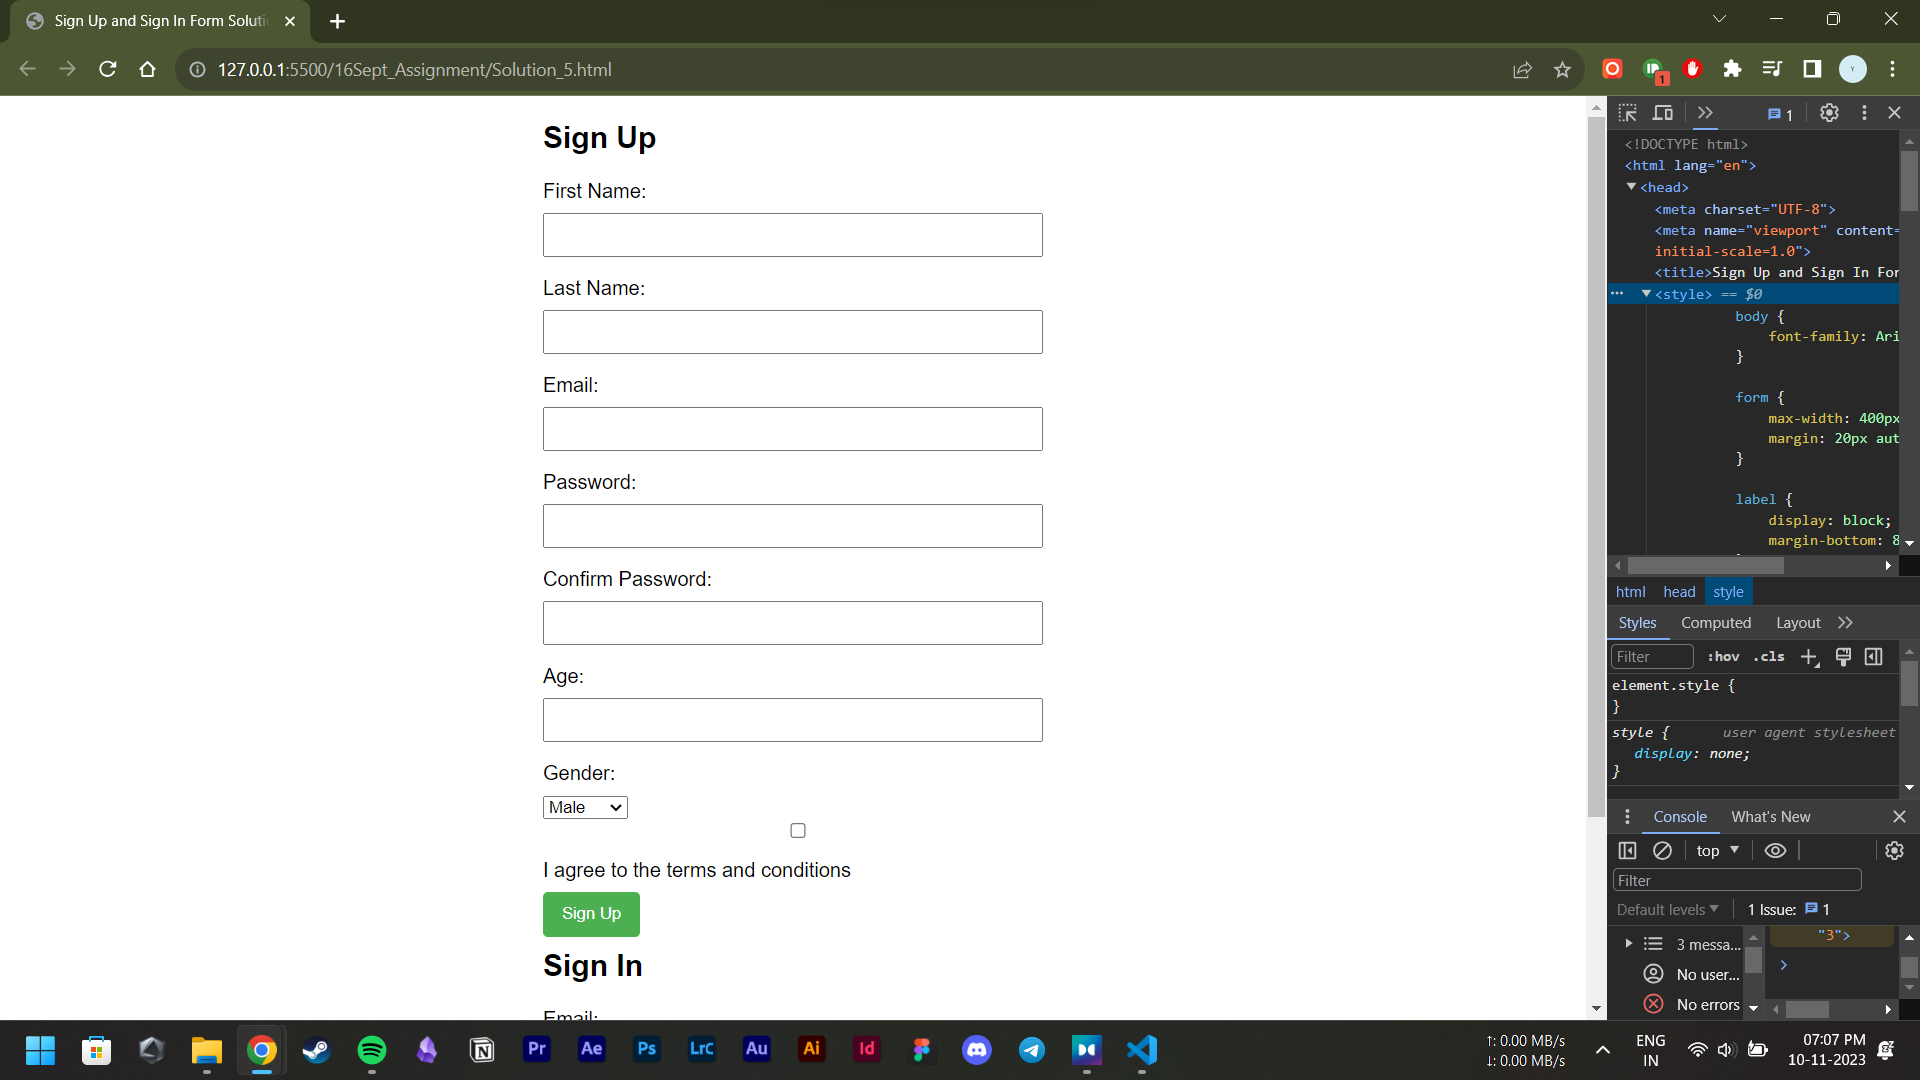 Sign Up and Sign In Form Soluti
127.0.0.1:5500/16Sept_Assignment/Solution_5.html
1
Y
Sign Up
First Name:
Last Name:
Email:
Password:
Confirm Password:
Age:
Gender:
Male
I agree to the terms and conditions
Sign Up
Sign In
Email:
1
<!DOCTYPE html>
<html lang="en">
<head>
<meta charset="UTF-8">
<meta name="viewport" content=
initial-scale=1.0">
<title>Sign Up and Sign In For
<style> == $0
body {
font-family: Ari
}
form {
max-width: 400px
margin: 20px aut
}
label {
display: block;
margin-bottom: 8
html head style
Styles Computed Layout
Filter :hov .cls
element.style {
}
style { user agent stylesheet
display: none;
}
Console What's New
top
Filter
Default levels 1 Issue: 1
3 messa... "3">
No user...
No errors
Pr Ae Ps LrC Au Ai Id
↑: 0.00 MB/s
↓: 0.00 MB/s
ENG
IN
07:07 PM
10-11-2023